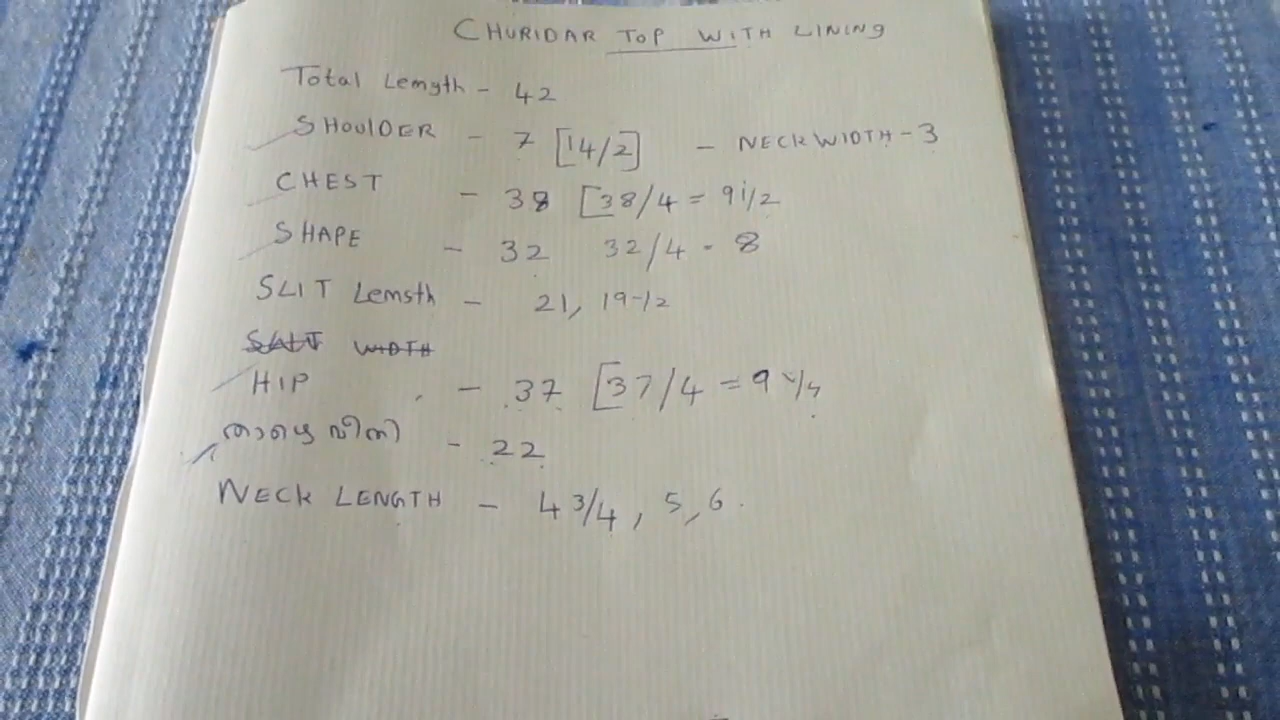 CHURIDAR TOP WITH LINING
Total Length - 42
SHOULDER - 7 [14/2] - NECK WIDTH - 3
CHEST - 38 [38/4 = 9 1/2
SHAPE - 32 32/4 - 8
SLIT Length - 21, 19 1/2
WIDTH
HIP - 37 [37/4 = 9 1/4
താഴെ വീതി - 22
NECK LENGTH - 4 3/4, 5, 6.